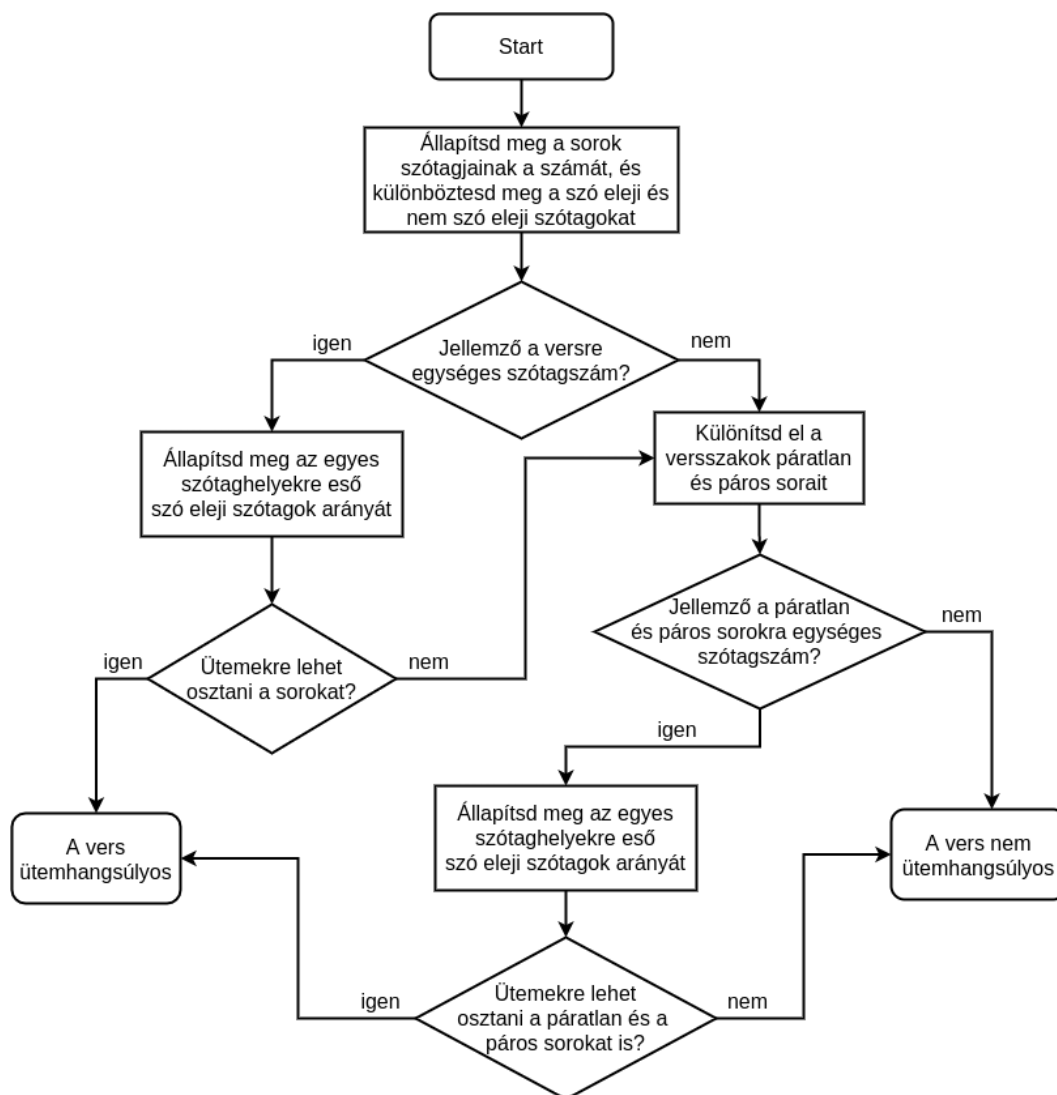 Start
Állapítsd meg a sorok
szótagjainak a számát, és
különböztesd meg a szó eleji és
nem szó eleji szótagokat
igen
nem
Jellemző a versre
egységes szótagszám?
Állapítsd meg az egyes
szótaghelyekre eső
szó eleji szótagok arányát
Különítsd el a
versszakok páratlan
és páros sorait
Jellemző a páratlan
és páros sorokra egységes
szótagszám?
nem
igen
nem
Ütemekre lehet
osztani a sorokat?
igen
Állapítsd meg az egyes
szótaghelyekre eső
szó eleji szótagok arányát
A vers
ütemhangsúlyos
A vers nem
ütemhangsúlyos
igen
nem
Ütemekre lehet
osztani a páratlan és a
páros sorokat is?